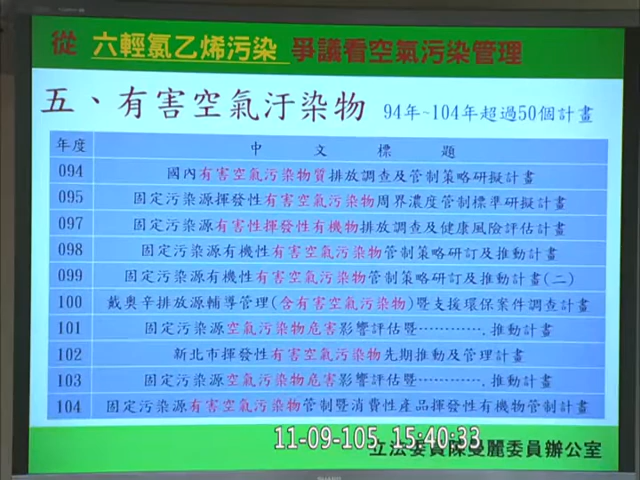 從 六輕氯乙烯污染 爭議看空氣污染管理
五、有害空氣汙染物 94年~104年超過50個計畫
年度 中文標題
094 國內有害空氣污染物質排放調查及管制策略研擬計畫
095 固定污染源揮發性有害空氣污染物周界濃度管制標準研擬計畫
097 固定污染源有害性揮發性有機物排放調查及健康風險評估計畫
098 固定污染源有機性有害空氣污染物管制策略研訂及推動計畫
099 固定污染源有機性有害空氣污染物管制策略研訂及推動計畫(二)
100 戴奧辛排放源輔導管理(含有害空氣污染物)暨支援環保案件調查計畫
101 固定污染源空氣污染物危害影響評估暨………….推動計畫
102 新北市揮發性有害空氣污染物先期推動及管理計畫
103 固定污染源空氣污染物危害影響評估暨………….推動計畫
104 固定污染源有害空氣污染物管制暨消費性產品揮發性有機物管制計畫
11-09-105 15:40:33
立法委員陳曼麗委員辦公室